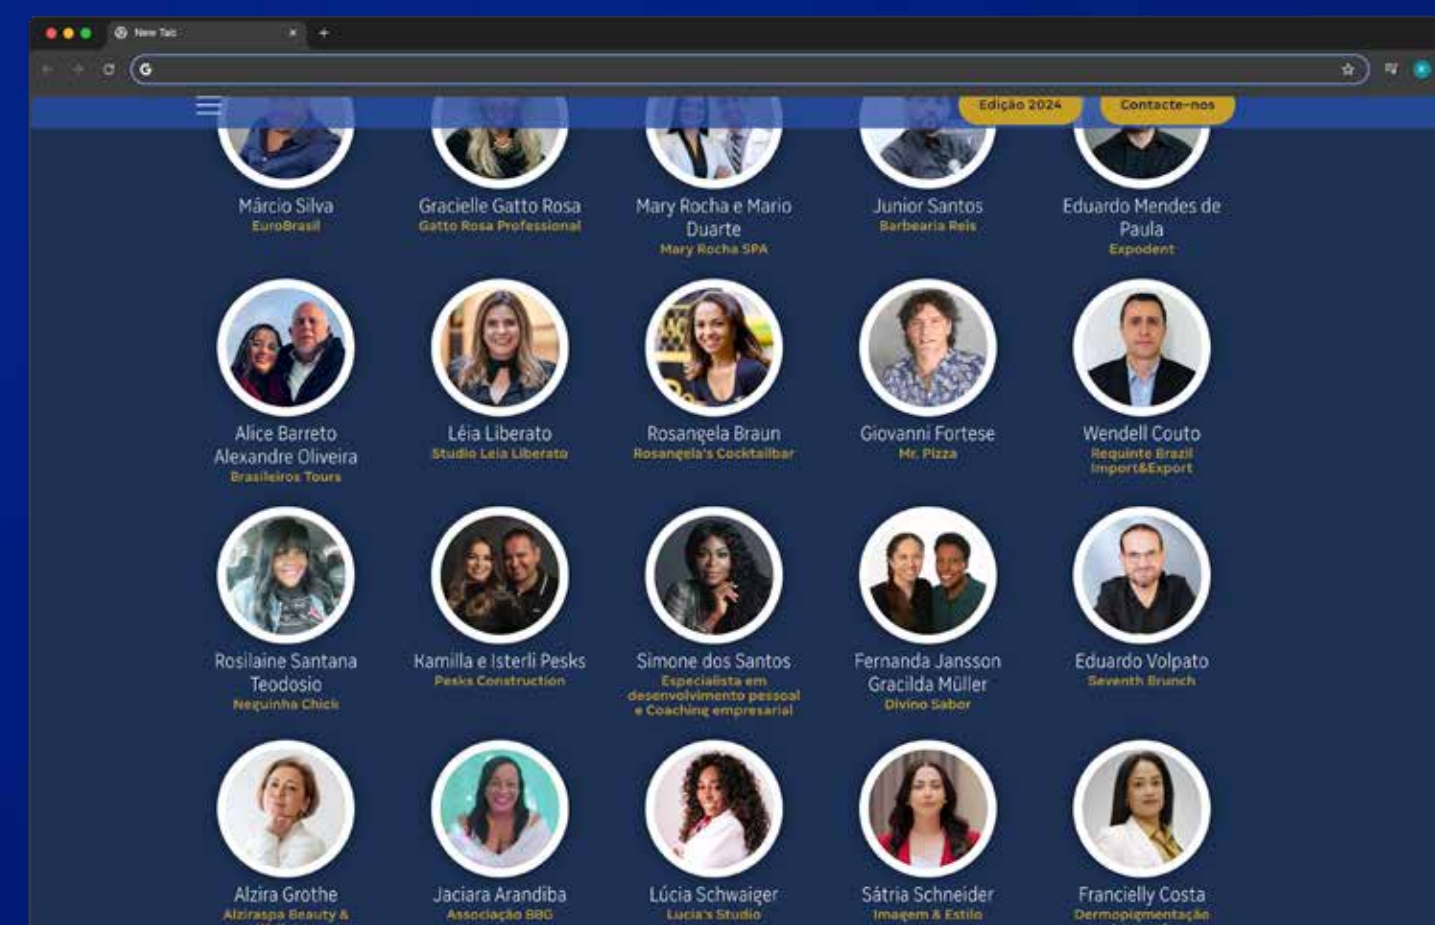 New Tab
Edição 2024
Contacte-nos
Márcio Silva
EuroBrasil
Gracielle Gatto Rosa
Gatto Rosa Professional
Mary Rocha e Mario
Duarte
Mary Rocha SPA
Junior Santos
Barbearia Reis
Eduardo Mendes de
Paula
Expodent
Alice Barreto
Alexandre Oliveira
Brasileiros Tours
Léia Liberato
Studio Leia Liberato
Rosangela Braun
Rosangela's Cocktailbar
Giovanni Fortese
Mr. Pizza
Wendell Couto
Requinte Brazil
Import&Export
Rosilaine Santana
Teodosio
Neguinha Chick
Kamilla e Isterli Pesks
Pesks Construction
Simone dos Santos
Especialista em
desenvolvimento pessoal
e Coaching empresarial
Fernanda Jansson
Gracilda Müller
Divino Sabor
Eduardo Volpato
Seventh Brunch
Alzira Grothe
Alziraspa Beauty &
Jaciara Arandiba
Associação BBG
Lúcia Schwaiger
Lucia's Studio
Sátria Schneider
Imagem & Estilo
Francielly Costa
Dermopigmentação